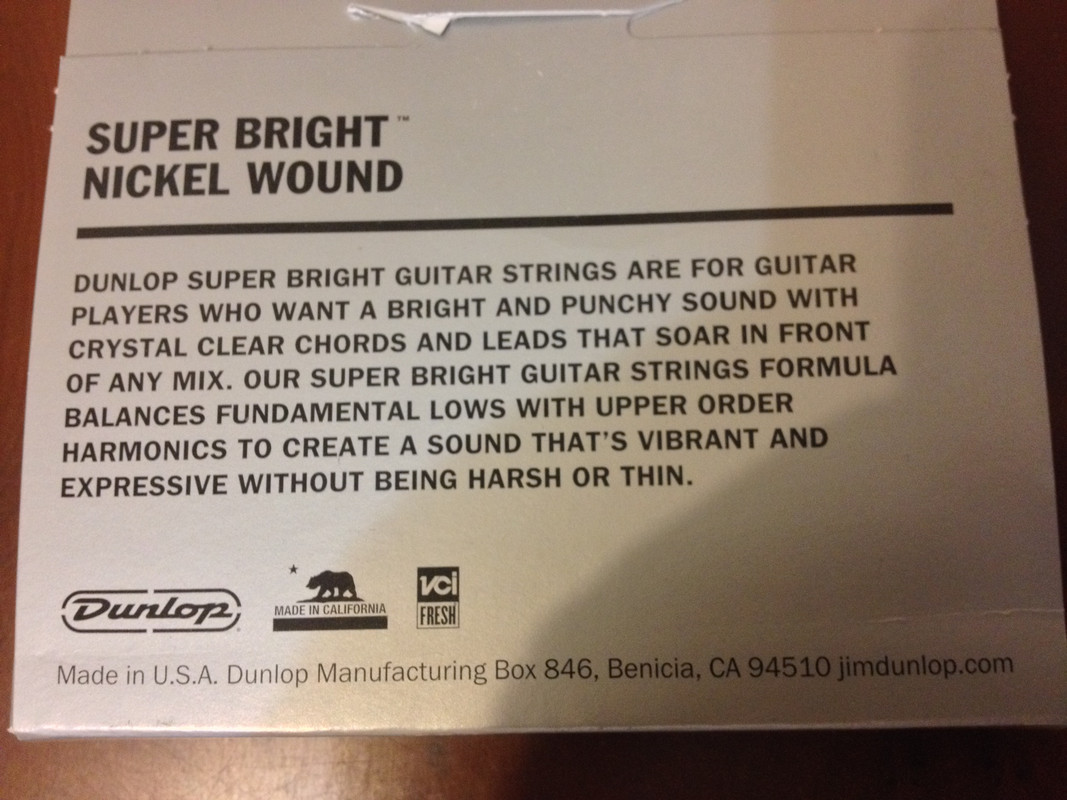 SUPER BRIGHT™
NICKEL WOUND
DUNLOP SUPER BRIGHT GUITAR STRINGS ARE FOR GUITAR
PLAYERS WHO WANT A BRIGHT AND PUNCHY SOUND WITH
CRYSTAL CLEAR CHORDS AND LEADS THAT SOAR IN FRONT
OF ANY MIX. OUR SUPER BRIGHT GUITAR STRINGS FORMULA
BALANCES FUNDAMENTAL LOWS WITH UPPER ORDER
HARMONICS TO CREATE A SOUND THAT'S VIBRANT AND
EXPRESSIVE WITHOUT BEING HARSH OR THIN.
Dunlop
MADE IN CALIFORNIA
VCI
FRESH
Made in U.S.A. Dunlop Manufacturing Box 846, Benicia, CA 94510 jimdunlop.com